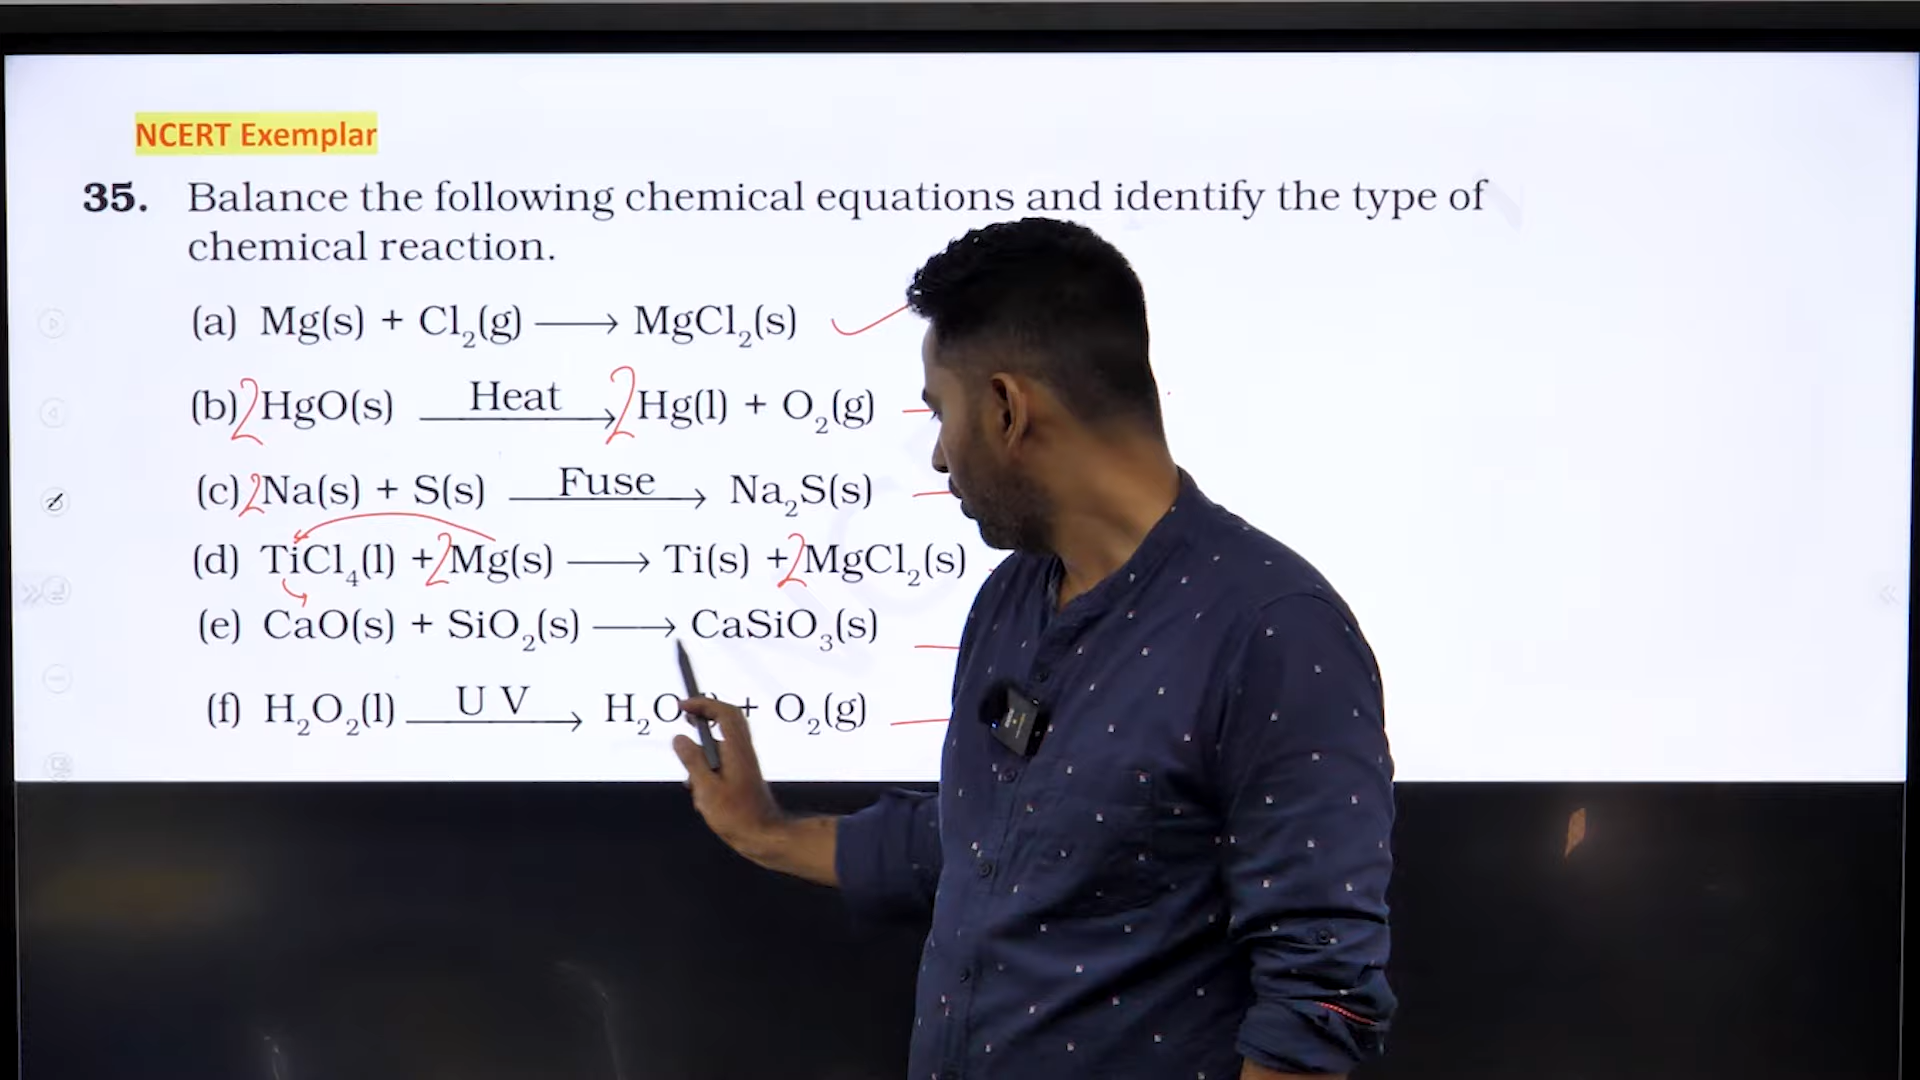 NCERT Exemplar
35. Balance the following chemical equations and identify the type of
chemical reaction.
(a) Mg(s) + Cl₂(g) ⟶ MgCl₂(s)
(b) 2HgO(s) Heat⟶ 2Hg(l) + O₂(g)
(c) 2Na(s) + S(s) Fuse⟶ Na₂S(s)
(d) TiCl₄(l) + 2Mg(s) ⟶ Ti(s) + 2MgCl₂(s)
(e) CaO(s) + SiO₂(s) ⟶ CaSiO₃(s)
(f) H₂O₂(l) U V⟶ H₂O + O₂(g)